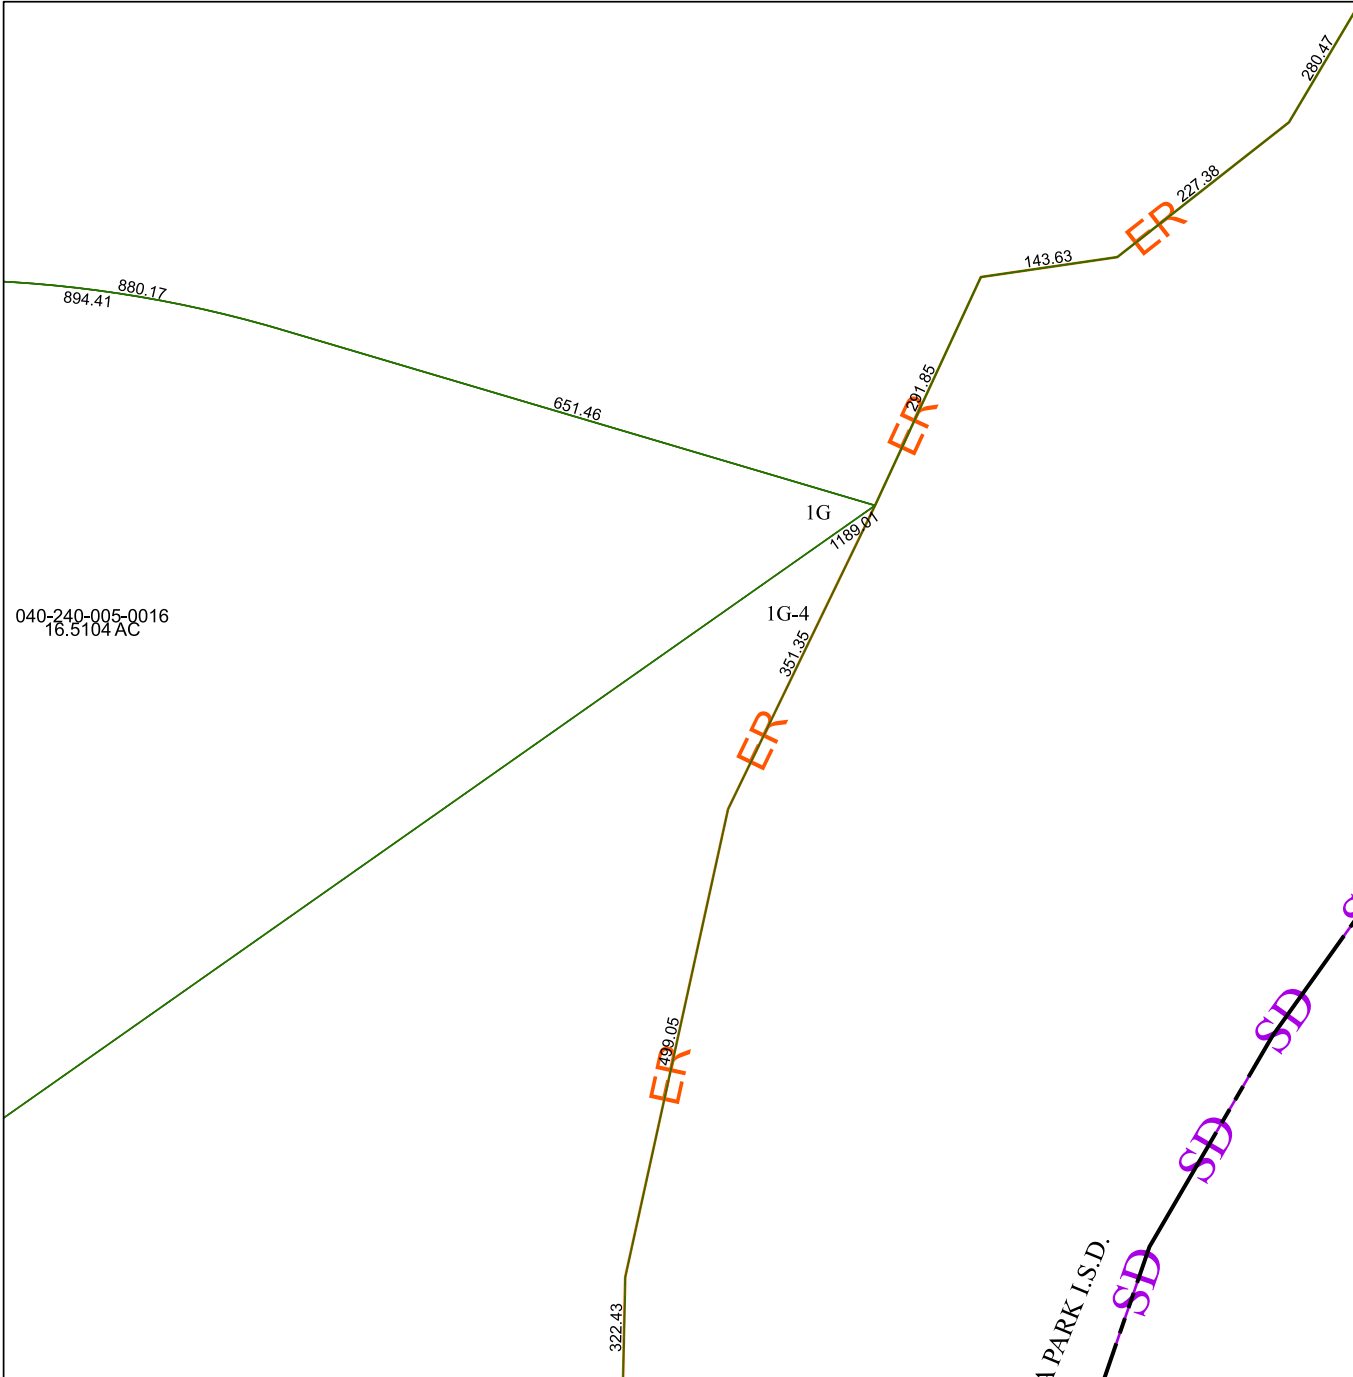 280.47
227.38
ER
143.63
880.17
894.41
291.85
ER
651.46
1G
1189.01
1G-4
040-240-005-0016
16.5104 AC
351.35
ER
SD
499.05
ER
SD
PARK I.S.D.
SD
322.43